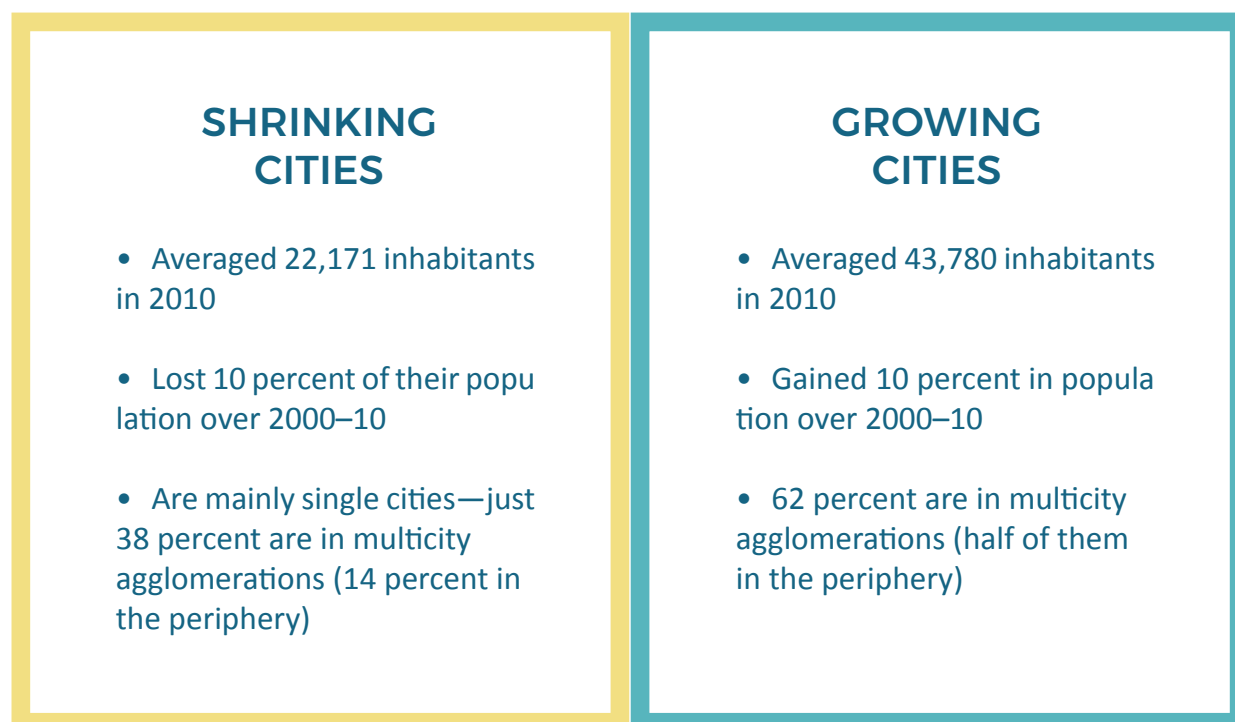 SHRINKING
CITIES
• Averaged 22,171 inhabitants
in 2010
• Lost 10 percent of their popu
lation over 2000–10
• Are mainly single cities—just
38 percent are in multicity
agglomerations (14 percent in
the periphery)
GROWING
CITIES
• Averaged 43,780 inhabitants
in 2010
• Gained 10 percent in popula
tion over 2000–10
• 62 percent are in multicity
agglomerations (half of them
in the periphery)